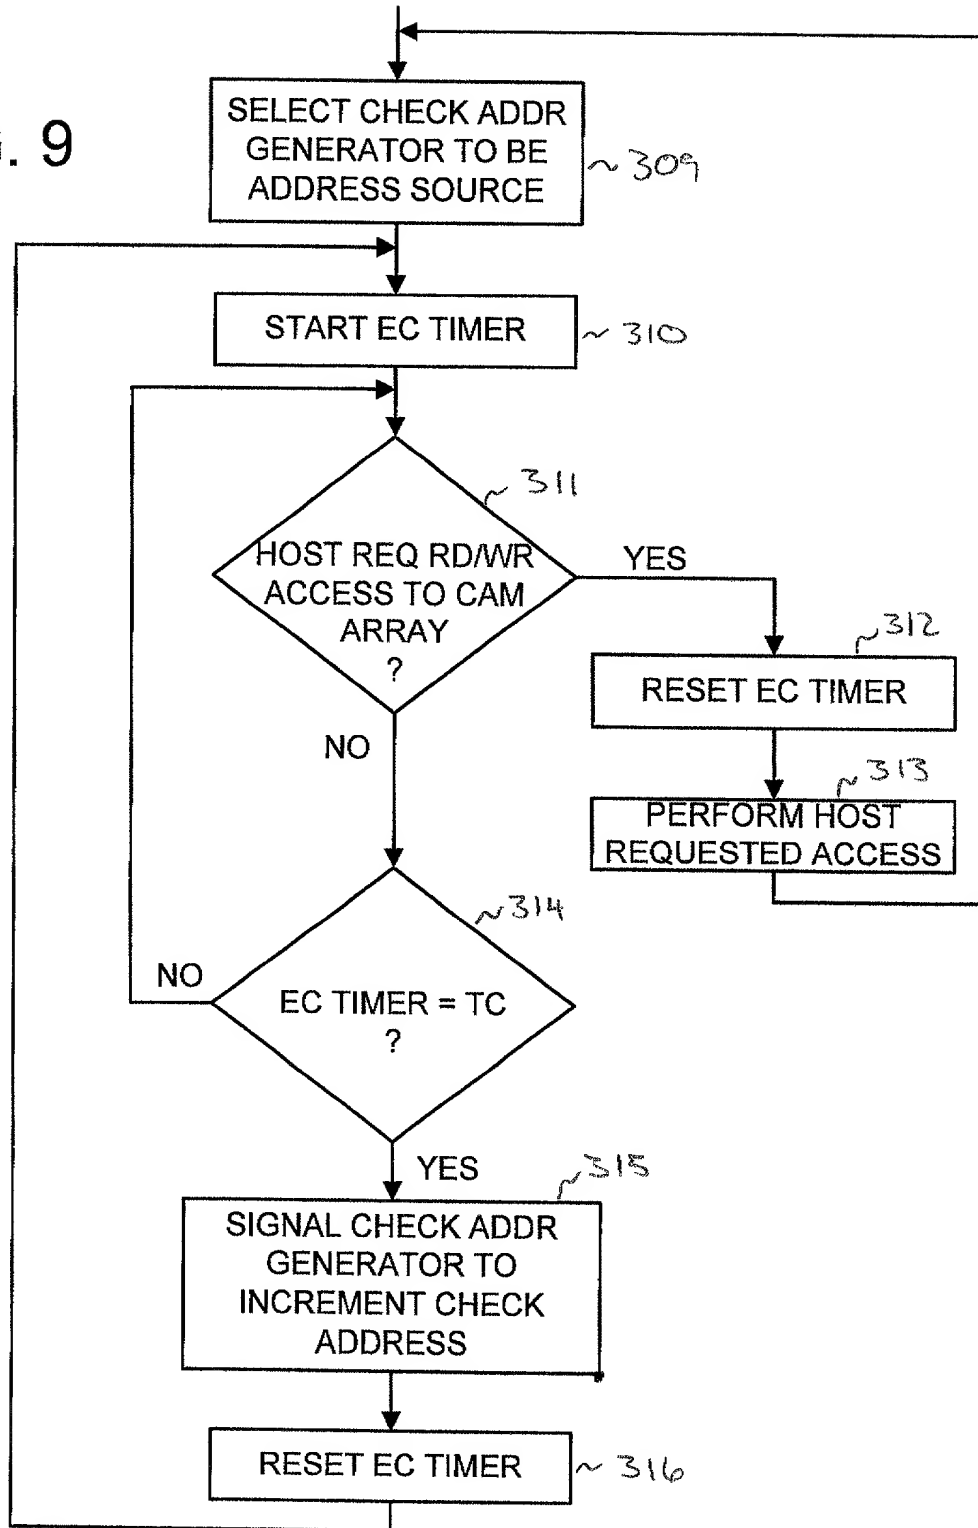 . 9
SELECT CHECK ADDR
GENERATOR TO BE
ADDRESS SOURCE
~ 309
START EC TIMER
~ 310
~ 311
HOST REQ RD/WR
ACCESS TO CAM
ARRAY
?
YES
~ 312
RESET EC TIMER
NO
~ 313
PERFORM HOST
REQUESTED ACCESS
~ 314
NO
EC TIMER = TC
?
YES
~ 315
SIGNAL CHECK ADDR
GENERATOR TO
INCREMENT CHECK
ADDRESS
RESET EC TIMER
~ 316